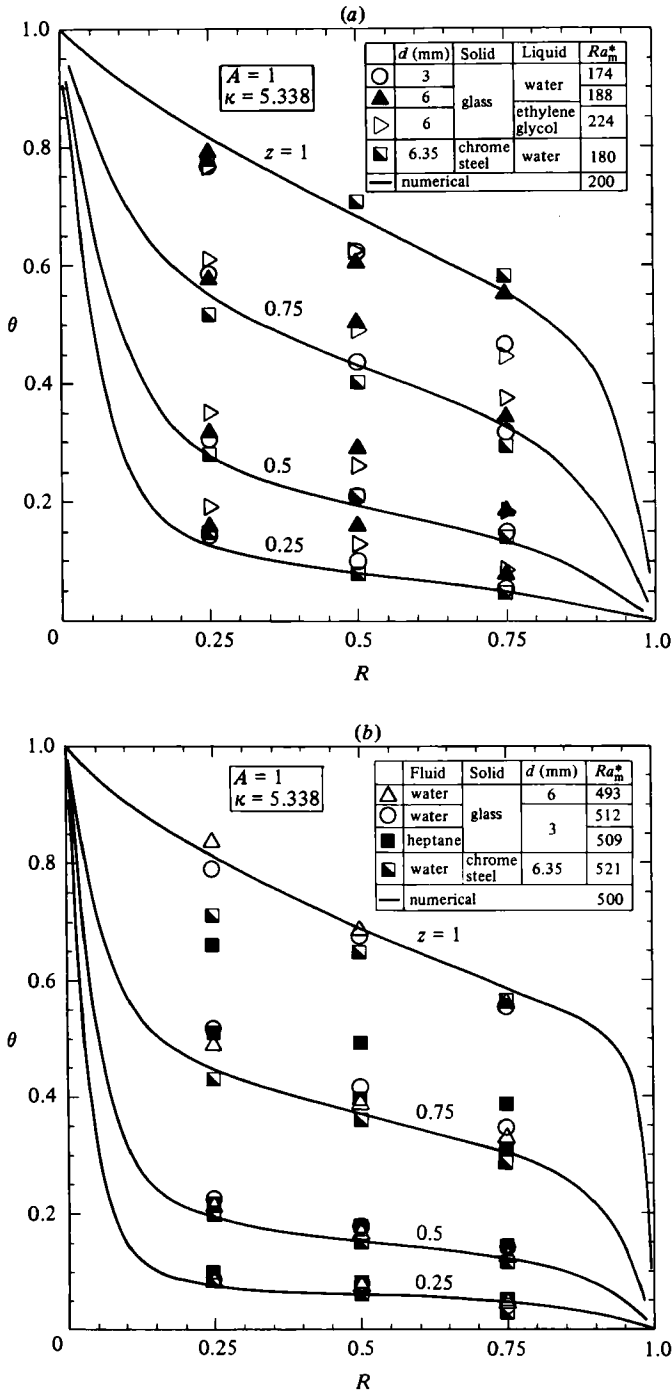 (a)
1.0
0.8
0.6
0.4
0.2
0
θ
A = 1
κ = 5.338
d (mm) Solid Liquid Ra*m
3 glass water 174
6 188
6 ethylene glycol 224
6.35 chrome steel water 180
numerical 200
z = 1
0.75
0.5
0.25
0 0.25 0.50 0.75 1.0
R
(b)
1.0
0.8
0.6
0.4
0.2
0
θ
A = 1
κ = 5.338
Fluid Solid d (mm) Ra*m
water glass 6 493
water 3 512
heptane 509
water chrome steel 6.35 521
numerical 500
z = 1
0.75
0.5
0.25
0 0.25 0.5 0.75 1.0
R